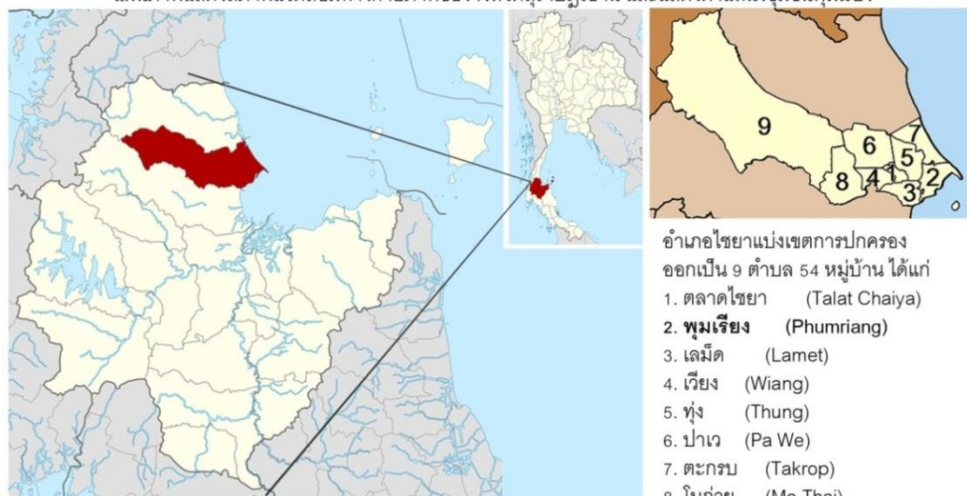 9
6
7
5
8
4
1
2
3
อำเภอไชยาแบ่งเขตการปกครอง
ออกเป็น 9 ตำบล 54 หมู่บ้าน ได้แก่
1. ตลาดไชยา (Talat Chaiya)
2. พุมเรียง (Phumriang)
3. เลม็ด (Lamet)
4. เวียง (Wiang)
5. ทุ่ง (Thung)
6. ปาเว (Pa We)
7. ตะกรบ (Takrop)